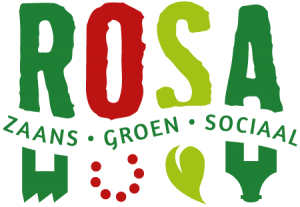 ROSA
ZAANS • GROEN • SOCIAAL